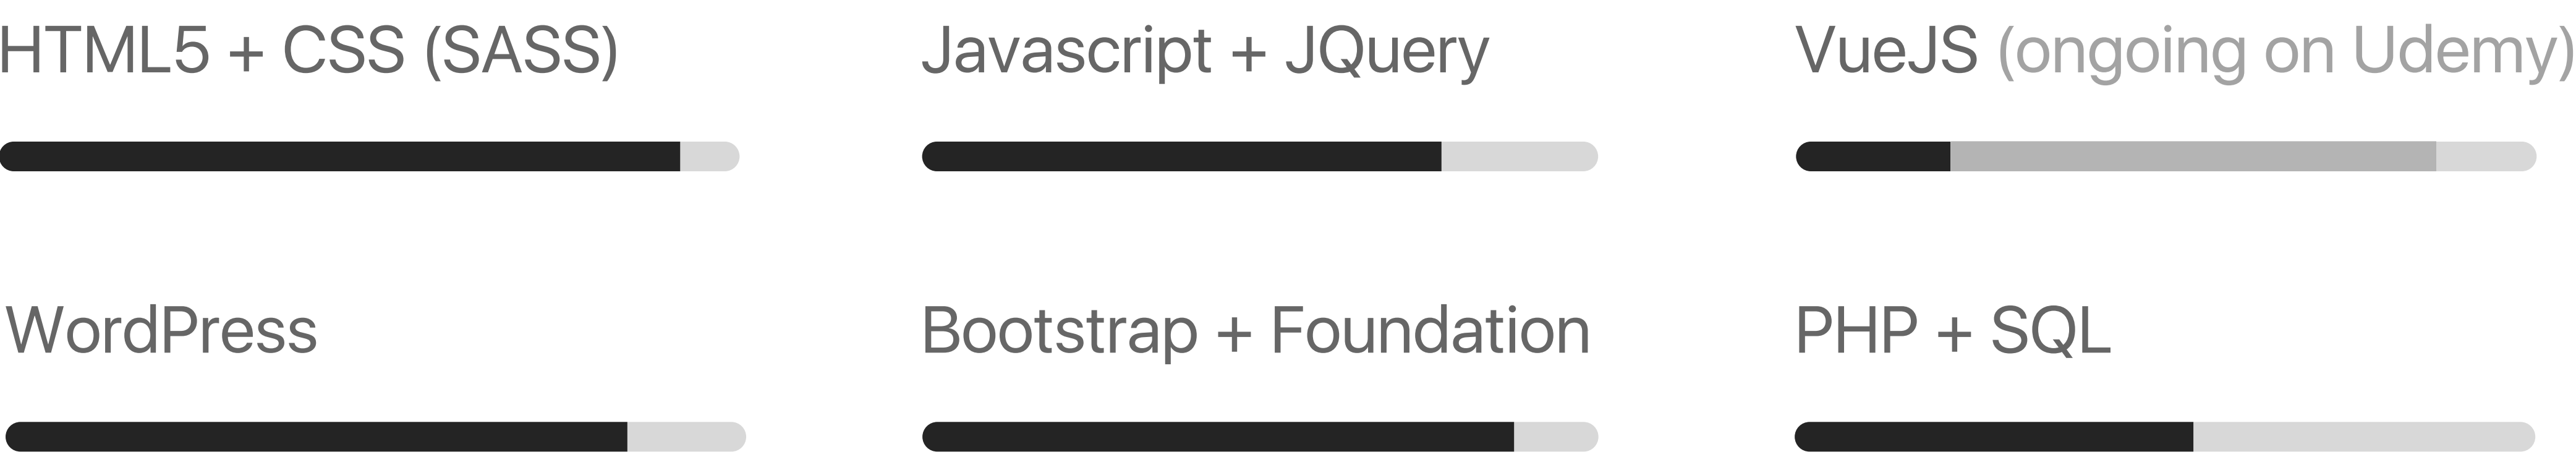 HTML5 + CSS (SASS)
Javascript + JQuery
VueJS (ongoing on Udemy)
WordPress
Bootstrap + Foundation
PHP + SQL